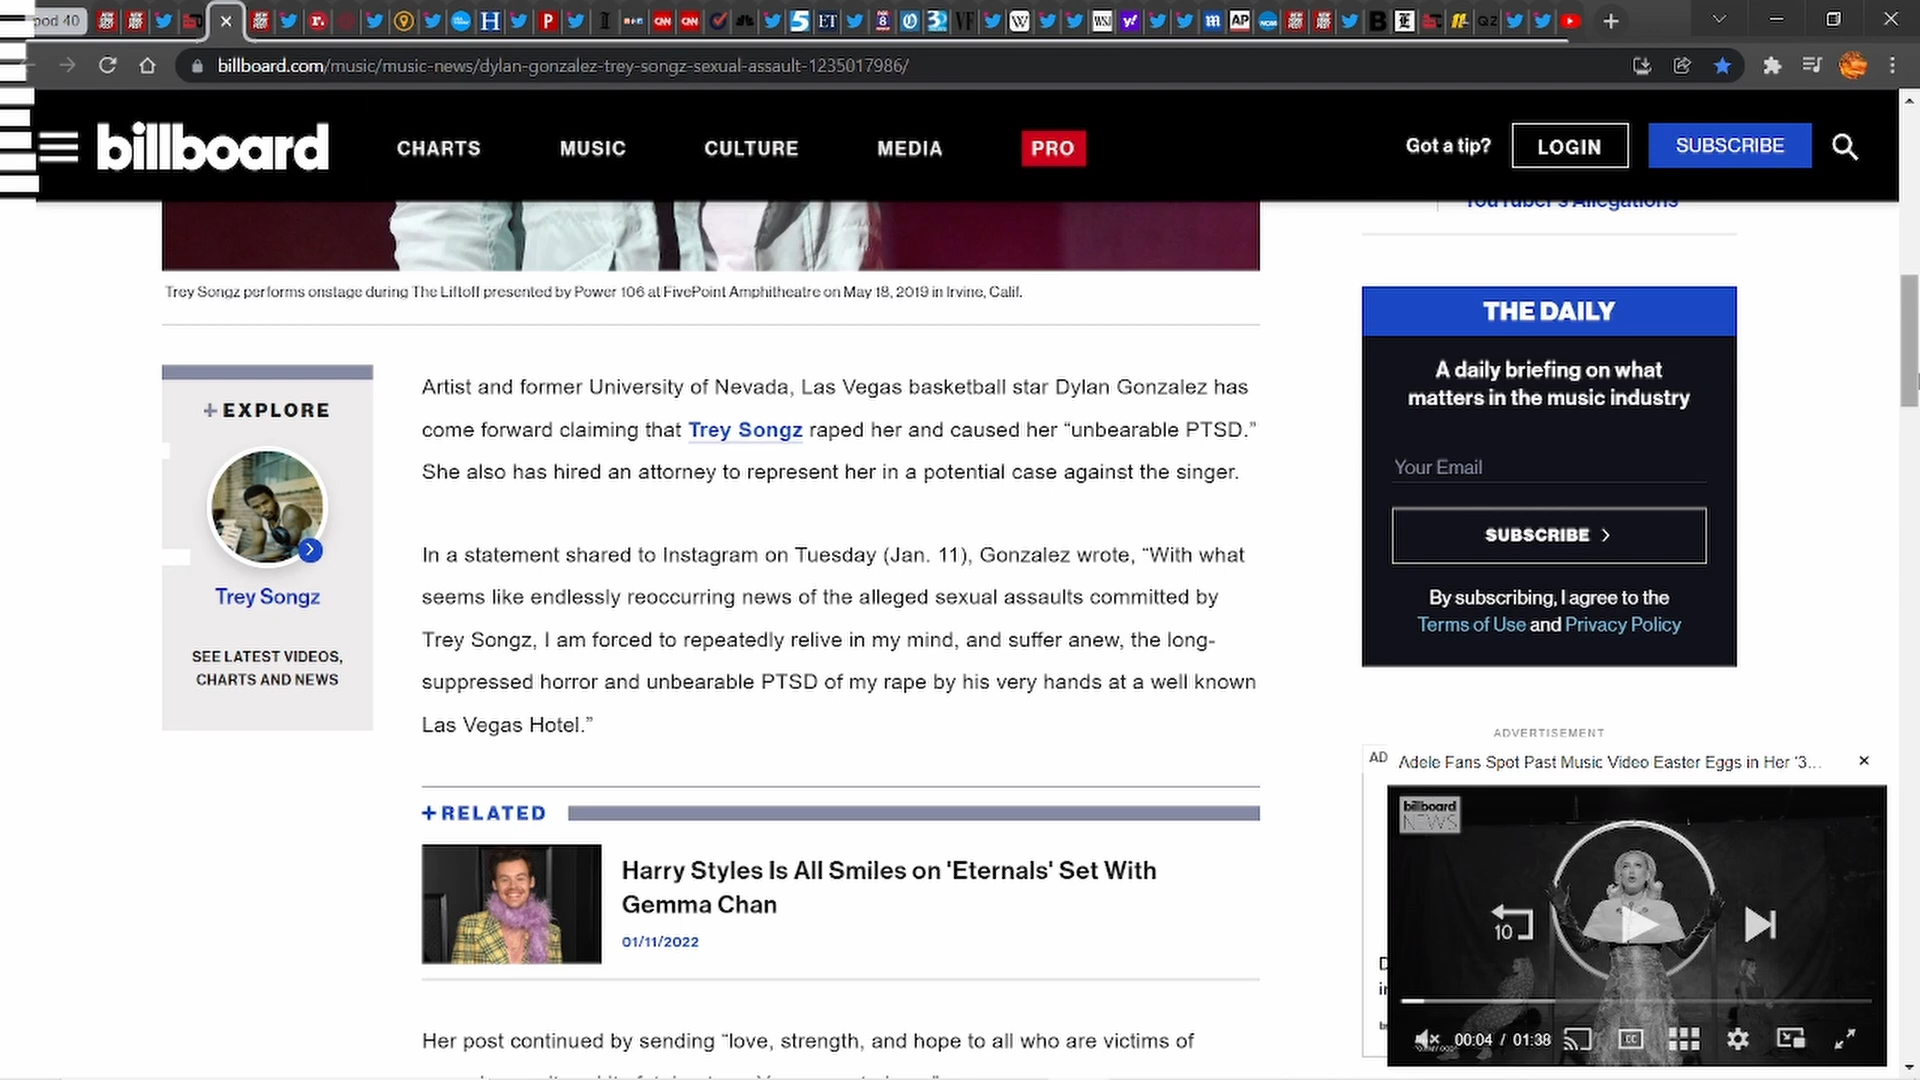 pod 40
billboard.com/music/music-news/dylan-gonzalez-trey-songz-sexual-assault-1235017986/
billboard
CHARTS
MUSIC
CULTURE
MEDIA
PRO
Got a tip?
LOGIN
SUBSCRIBE
YouTuber's Allegations
Trey Songz performs onstage during The Liftoff presented by Power 106 at FivePoint Amphitheatre on May 18, 2019 in Irvine, Calif.
+EXPLORE
Trey Songz
SEE LATEST VIDEOS,
CHARTS AND NEWS
Artist and former University of Nevada, Las Vegas basketball star Dylan Gonzalez has
come forward claiming that Trey Songz raped her and caused her “unbearable PTSD.”
She also has hired an attorney to represent her in a potential case against the singer.
In a statement shared to Instagram on Tuesday (Jan. 11), Gonzalez wrote, “With what
seems like endlessly reoccurring news of the alleged sexual assaults committed by
Trey Songz, I am forced to repeatedly relive in my mind, and suffer anew, the long-
suppressed horror and unbearable PTSD of my rape by his very hands at a well known
Las Vegas Hotel.”
+RELATED
Harry Styles Is All Smiles on 'Eternals' Set With
Gemma Chan
01/11/2022
Her post continued by sending “love, strength, and hope to all who are victims of
THE DAILY
A daily briefing on what
matters in the music industry
Your Email
SUBSCRIBE >
By subscribing, I agree to the
Terms of Use and Privacy Policy
ADVERTISEMENT
AD
Adele Fans Spot Past Music Video Easter Eggs in Her ‘3...
billboard
NEWS
10
00:04 / 01:38
CC